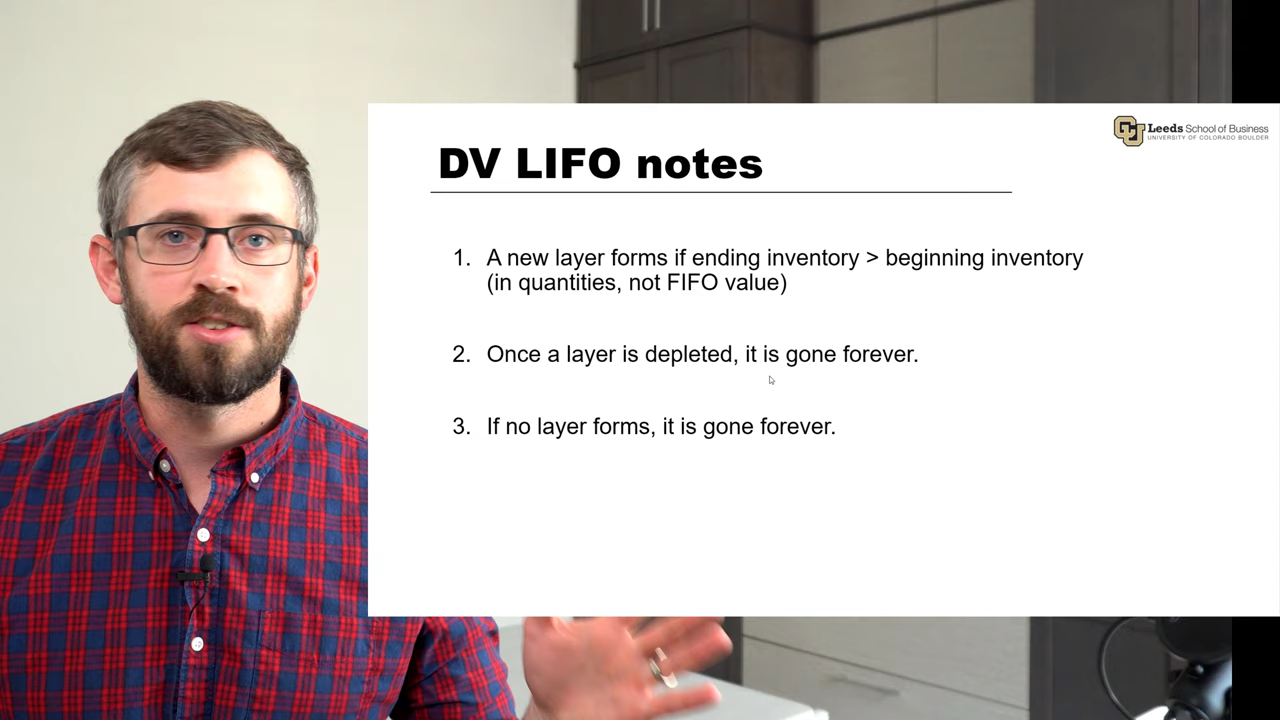 CU Leeds School of Business
UNIVERSITY OF COLORADO BOULDER
DV LIFO notes
1. A new layer forms if ending inventory > beginning inventory
(in quantities, not FIFO value)
2. Once a layer is depleted, it is gone forever.
3. If no layer forms, it is gone forever.